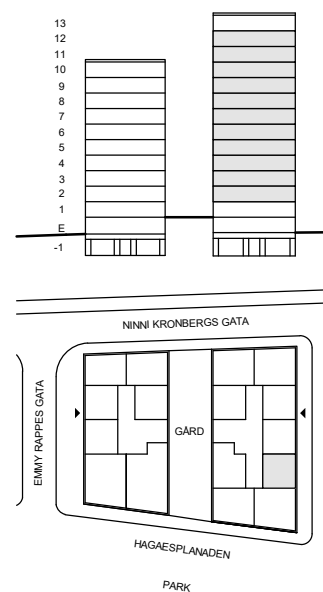 13
12
11
10
9
8
7
6
5
4
3
2
1
E
-1
NINNI KRONBERGS GATA
EMMY RAPPES GATA
GÅRD
HAGAESPLANADEN
PARK